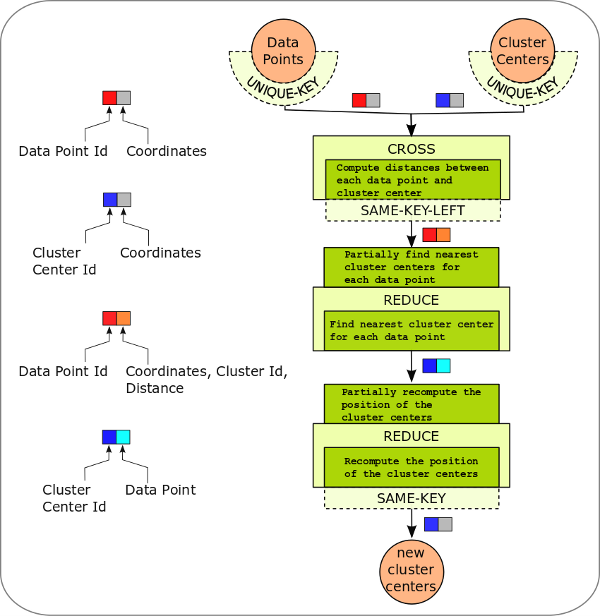 Data
Points
UNIQUE-KEY
Cluster
Centers
UNIQUE-KEY
Data Point Id
Coordinates
Cluster
Center Id
Coordinates
Data Point Id
Coordinates, Cluster Id,
Distance
Cluster
Center Id
Data Point
CROSS
Compute distances between
each data point and
cluster center
SAME-KEY-LEFT
Partially find nearest
cluster centers for
each data point
REDUCE
Find nearest cluster center
for each data point
Partially recompute the
position of the
cluster centers
REDUCE
Recompute the position
of the cluster centers
SAME-KEY
new
cluster
centers